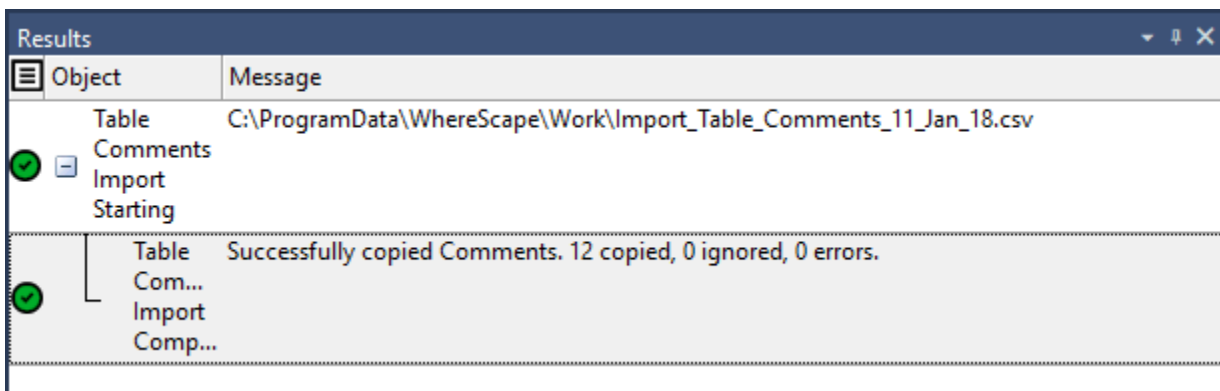 Results
Object Message
Table C:\ProgramData\WhereScape\Work\Import_Table_Comments_11_Jan_18.csv
Comments
Import
Starting
Table Successfully copied Comments. 12 copied, 0 ignored, 0 errors.
Com...
Import
Comp...